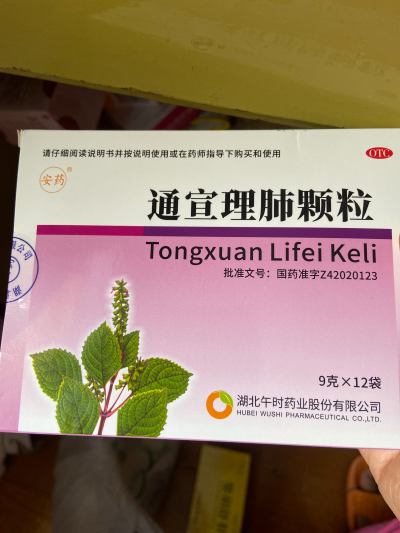 请仔细阅读说明书并按说明使用或在药师指导下购买和使用
OTC
安药®
通宣理肺颗粒
Tongxuan Lifei Keli
批准文号：国药准字Z42020123
9克×12袋
湖北午时药业股份有限公司
HUBEI WUSHI PHARMACEUTICAL CO.,LTD.